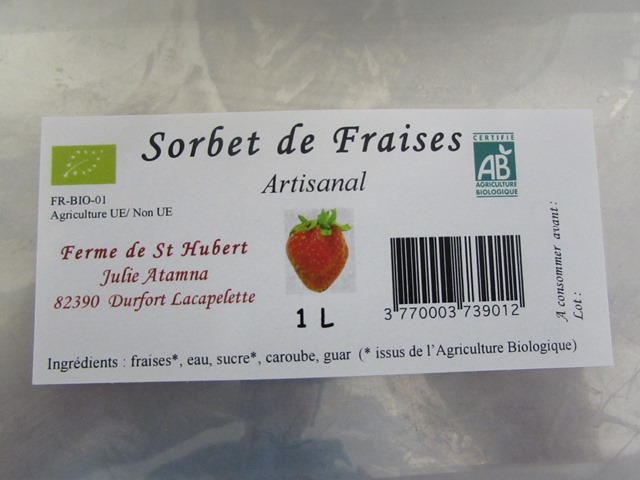 Sorbet de Fraises
Artisanal
FR-BIO-01
Agriculture UE/ Non UE
CERTIFIÉ
AB
AGRICULTURE
BIOLOGIQUE
Ferme de St Hubert
Julie Atamna
82390 Durfort Lacapelette
1 L
3 770003 739012
A consommer avant :
Lot :
Ingrédients : fraises*, eau, sucre*, caroube, guar (* issus de l'Agriculture Biologique)